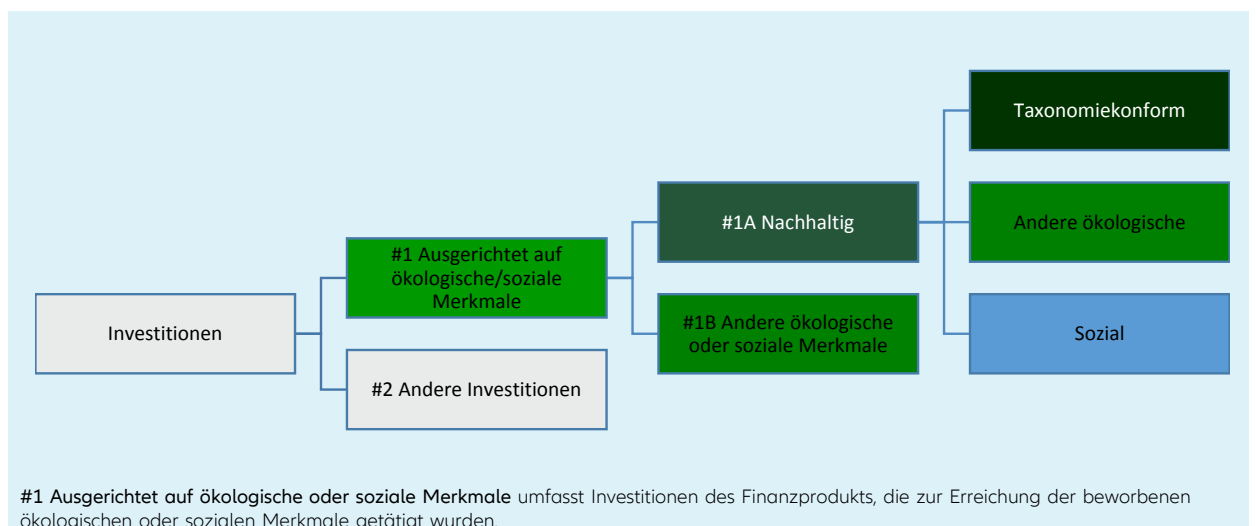 Taxonomiekonform
#1A Nachhaltig
Andere ökologische
#1 Ausgerichtet auf
ökologische/soziale
Merkmale
Investitionen
#1B Andere ökologische
oder soziale Merkmale
Sozial
#2 Andere Investitionen
#1 Ausgerichtet auf ökologische oder soziale Merkmale umfasst Investitionen des Finanzprodukts, die zur Erreichung der beworbenen
ökologischen oder sozialen Merkmale getätigt wurden.